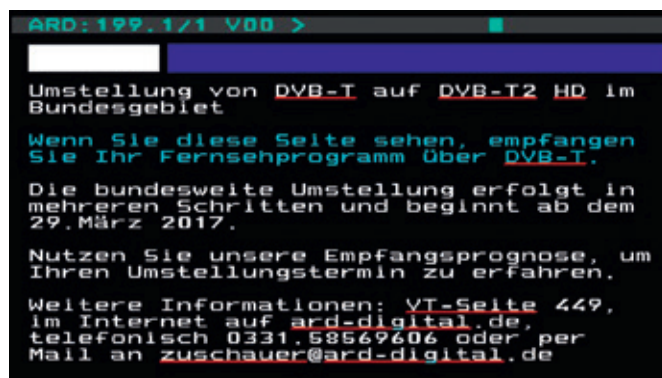 ARD:199.1/1 V00 >
Umstellung von DVB-T auf DVB-T2 HD im
Bundesgebiet
Wenn Sie diese Seite sehen, empfangen
Sie Ihr Fernsehprogramm über DVB-T.
Die bundesweite Umstellung erfolgt in
mehreren Schritten und beginnt ab dem
29.März 2017.
Nutzen Sie unsere Empfangsprognose, um
Ihren Umstellungstermin zu erfahren.
Weitere Informationen: VT-Seite 449,
im Internet auf ard-digital.de,
telefonisch 0331.58569606 oder per
Mail an zuschauer@ard-digital.de